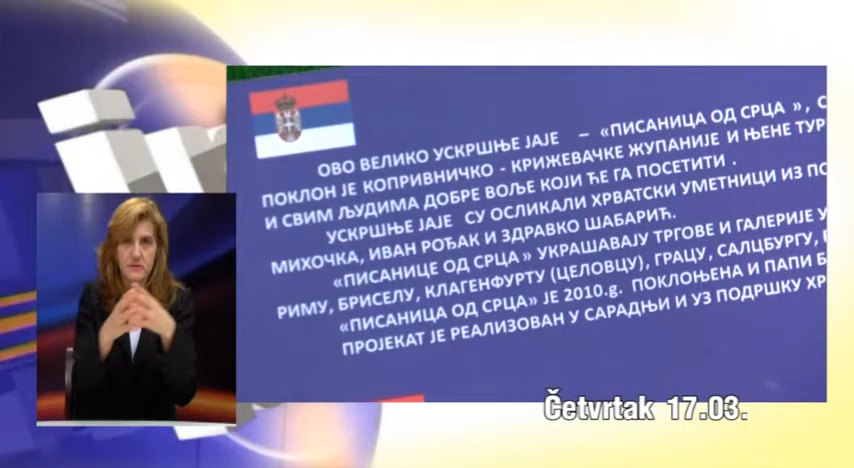 ОВО ВЕЛИКО УСКРШЊЕ ЈАЈЕ – «ПИСАНИЦА ОД СРЦА »,
ПОКЛОН ЈЕ КОПРИВНИЧКО - КРИЖЕВАЧКЕ ЖУПАНИЈЕ И ЊЕНЕ
И СВИМ ЉУДИМА ДОБРЕ ВОЉЕ КОЈИ ЋЕ ГА ПОСЕТИТИ .
УСКРШЊЕ ЈАЈЕ СУ ОСЛИКАЛИ ХРВАТСКИ УМЕТНИЦИ ИЗ
МИХОЧКА, ИВАН РОЂАК И ЗДРАВКО ШАБАРИЋ.
«ПИСАНИЦЕ ОД СРЦА » УКРАШАВАЈУ ТРГОВЕ И ГАЛЕРИЈЕ У
РИМУ, БРИСЕЛУ, КЛАГЕНФУРТУ (ЦЕЛОВЦУ), ГРАЦУ, САЛЦБУРГУ,
«ПИСАНИЦА ОД СРЦА» ЈЕ 2010.g. ПОКЛОЊЕНА И ПАПИ
ПРОЈЕКАТ ЈЕ РЕАЛИЗОВАН У САРАДЊИ И УЗ ПОДРШКУ
Četvrtak 17.03.